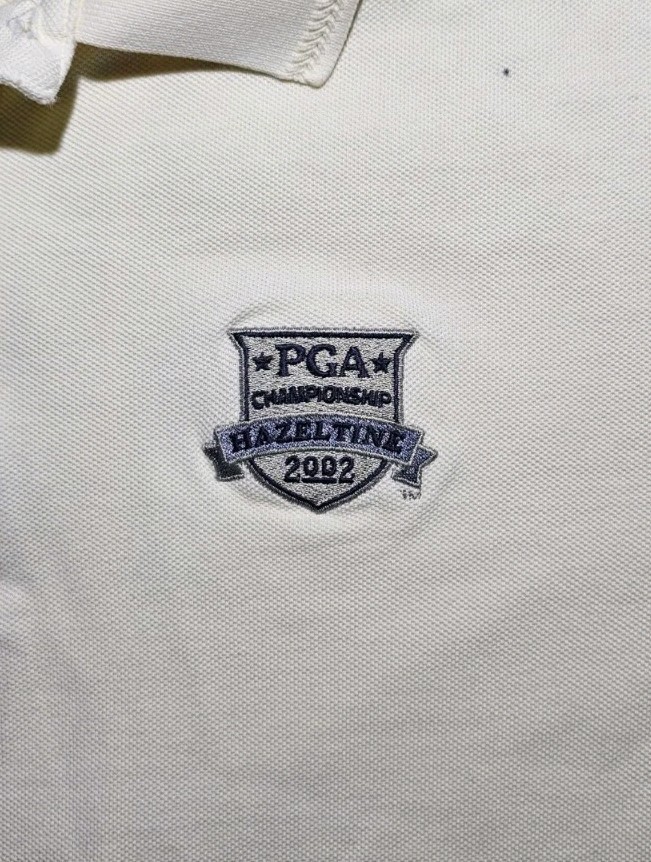 PGA
CHAMPIONSHIP
HAZELTINE
2002
TM